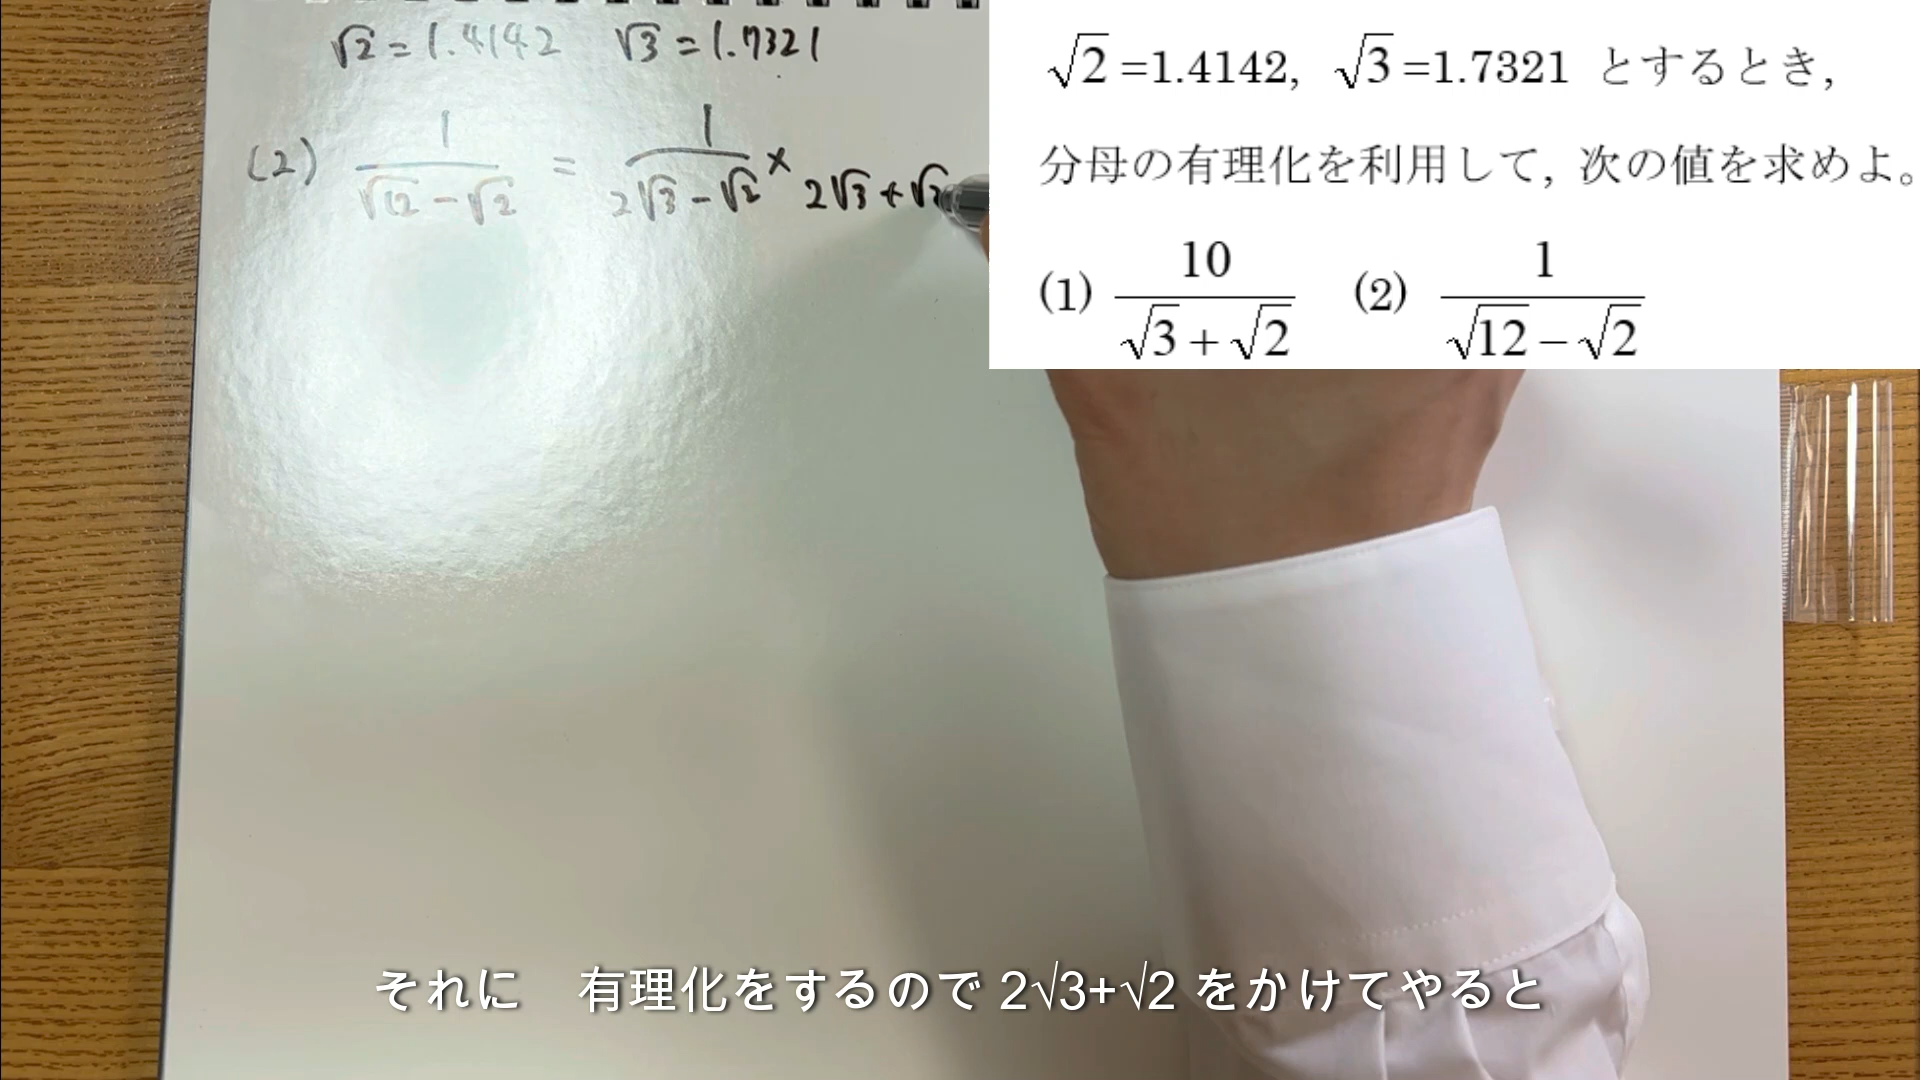 √2=1.4142 √3=1.7321
(2) 1/(√12-√2) = 1/(2√3-√2) × 2√3+√2
√2=1.4142, √3=1.7321 とするとき,
分母の有理化を利用して, 次の値を求めよ。
(1) 10/(√3+√2) (2) 1/(√12-√2)
それに 有理化をするので 2√3+√2 をかけてやると